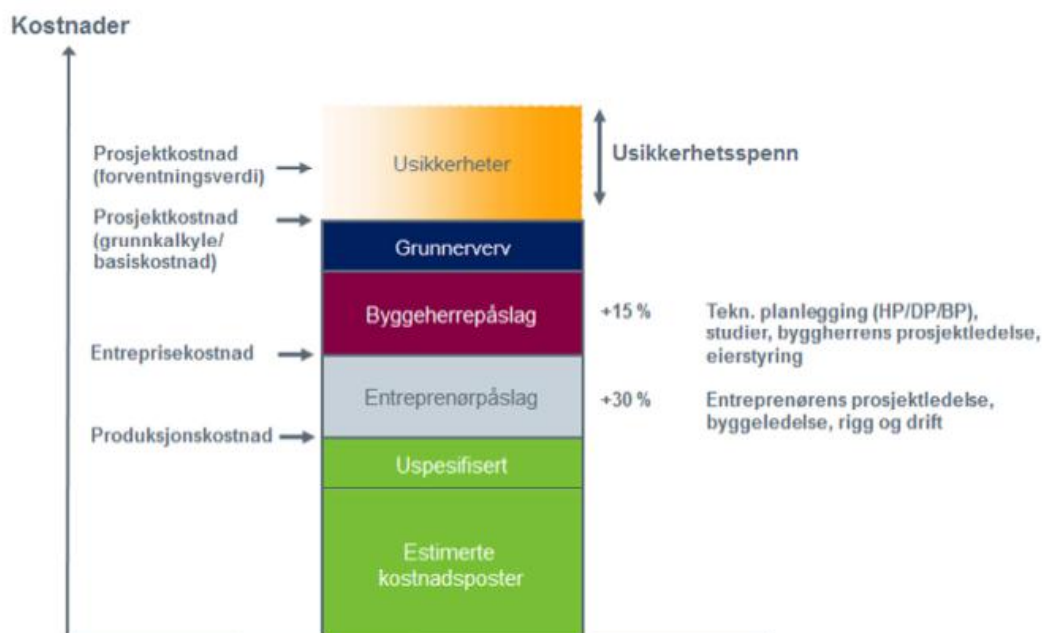 Kostnader
Usikkerheter
Usikkerhetsspenn
Prosjektkostnad
(forventningsverdi)
Prosjektkostnad
(grunnkalkyle/
basiskostnad)
Grunnerverv
Byggeherrepåslag
+15 %
Tekn. planlegging (HP/DP/BP),
studier, byggherrens prosjektledelse,
eierstyring
Entreprisekostnad
Entreprenørpåslag
+30 %
Entreprenørens prosjektledelse,
byggeledelse, rigg og drift
Produksjonskostnad
Uspesifisert
Estimerte
kostnadsposter